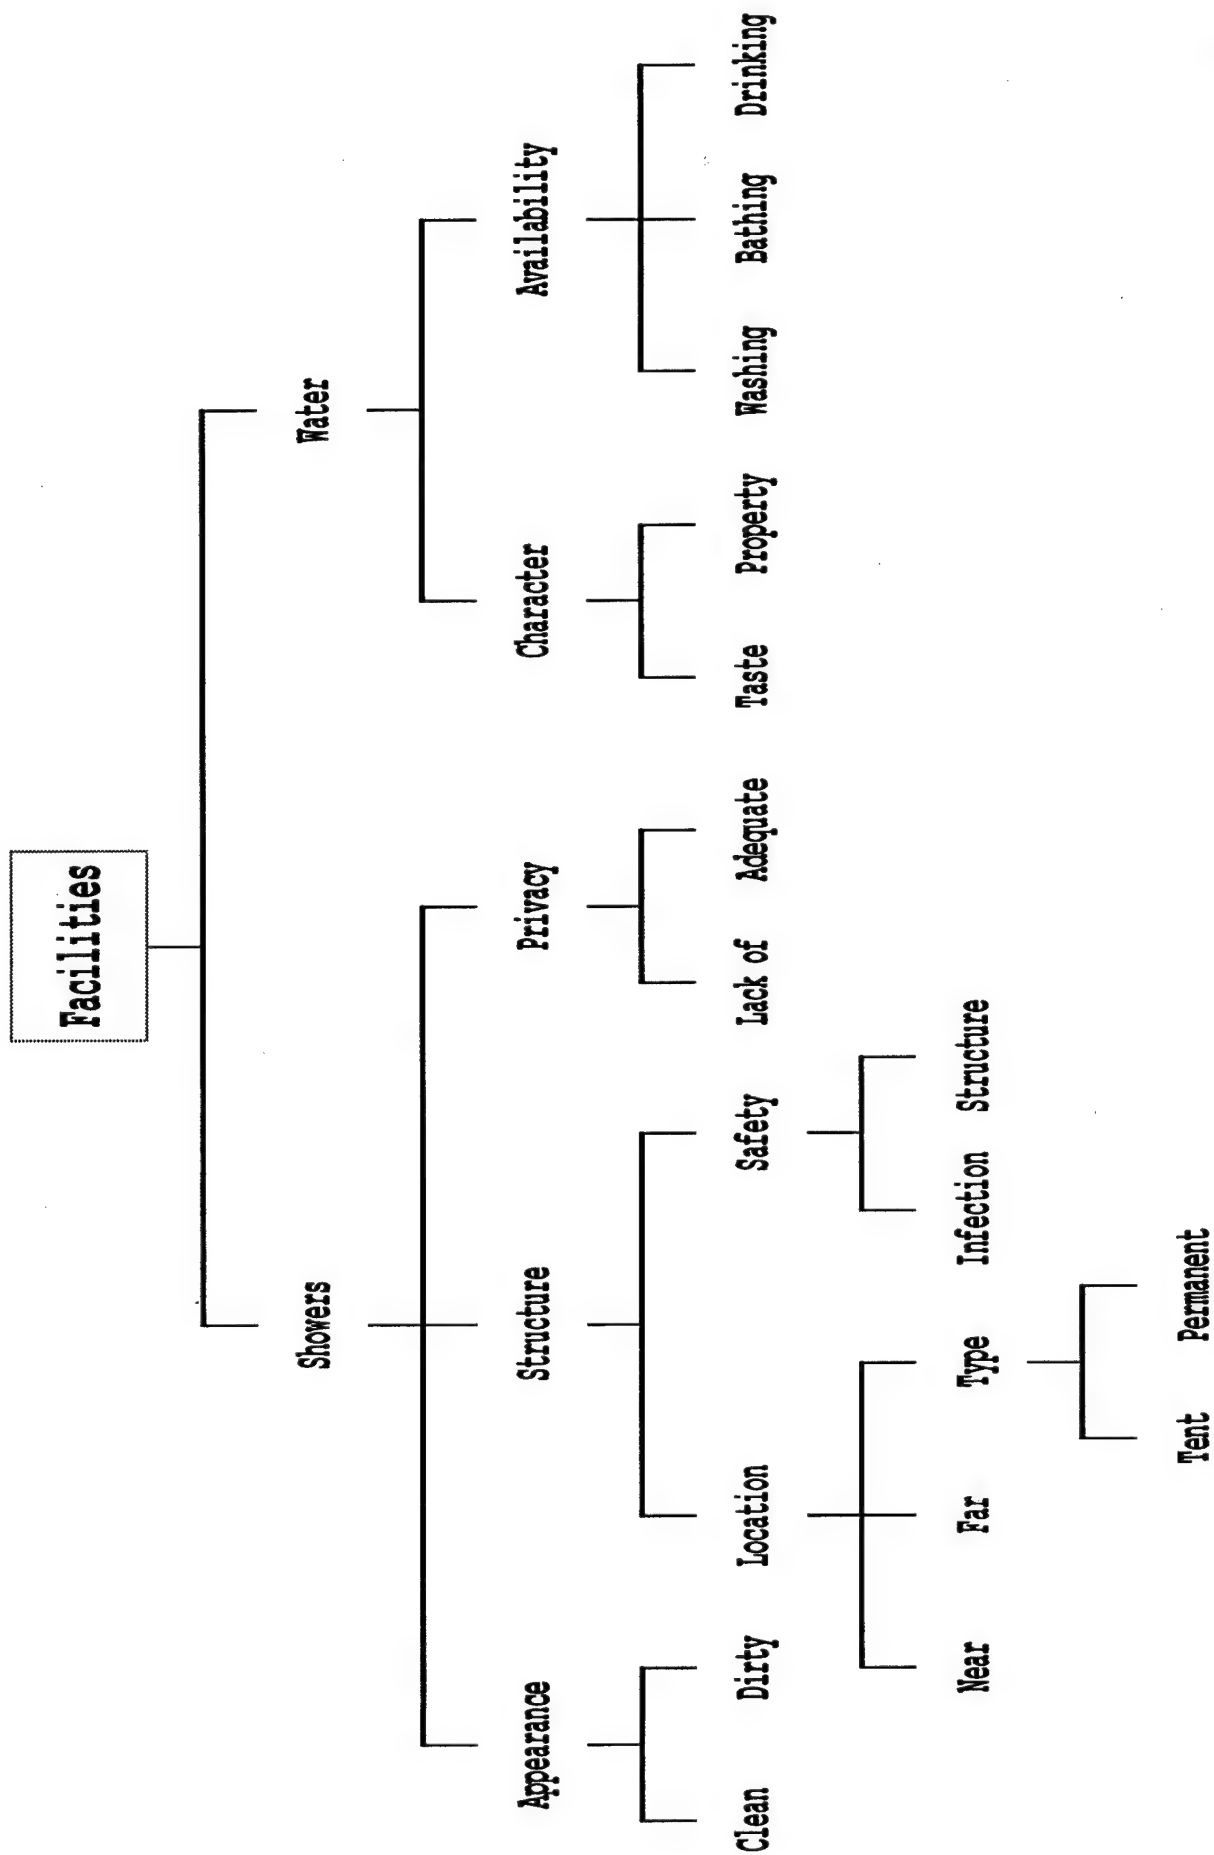 Facilities
Showers
Water
Appearance
Structure
Privacy
Character
Availability
Clean
Dirty
Location
Safety
Lack of
Adequate
Taste
Property
Washing
Bathing
Drinking
Near
Far
Type
Infection
Structure
Tent
Permanent